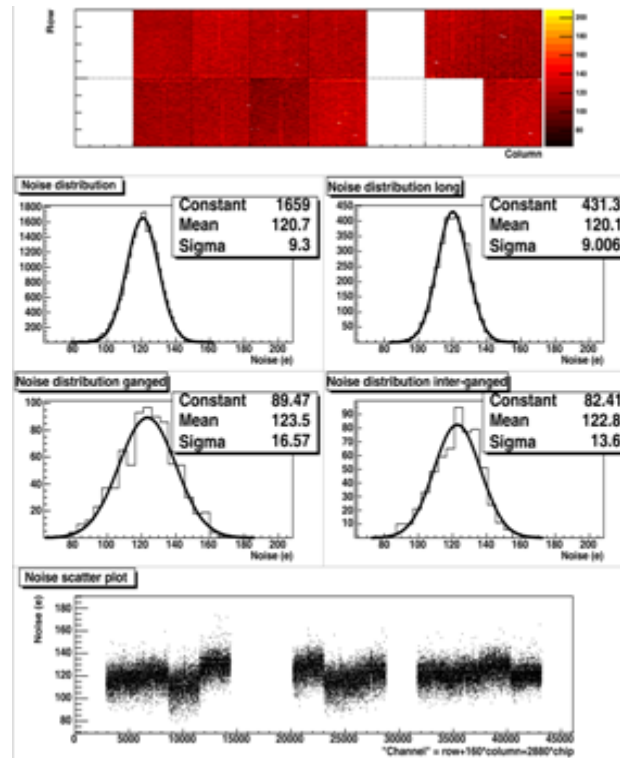 Row
200
180
160
140
120
100
80
Column
Noise distribution
Constant 1659
Mean 120.7
Sigma 9.3
1800
1600
1400
1200
1000
800
600
400
200
80 100 120 140 160 200
Noise (e)
Noise distribution long
Constant 431.3
Mean 120.1
Sigma 9.006
450
400
350
300
250
200
150
100
50
80 100 120 140 160 180 200
Noise (e)
Noise distribution ganged
Constant 89.47
Mean 123.5
Sigma 16.57
100
80
60
40
20
80 100 120 140 160 180 200
Noise (e)
Noise distribution inter-ganged
Constant 82.41
Mean 122.8
Sigma 13.6
90
80
70
60
50
40
30
20
10
80 100 120 140 160 180 200
Noise (e)
Noise scatter plot
Noise (e)
180
160
140
120
100
80
0 5000 10000 15000 20000 25000 30000 35000 40000 45000
"Channel" = row+160*column+2880*chip